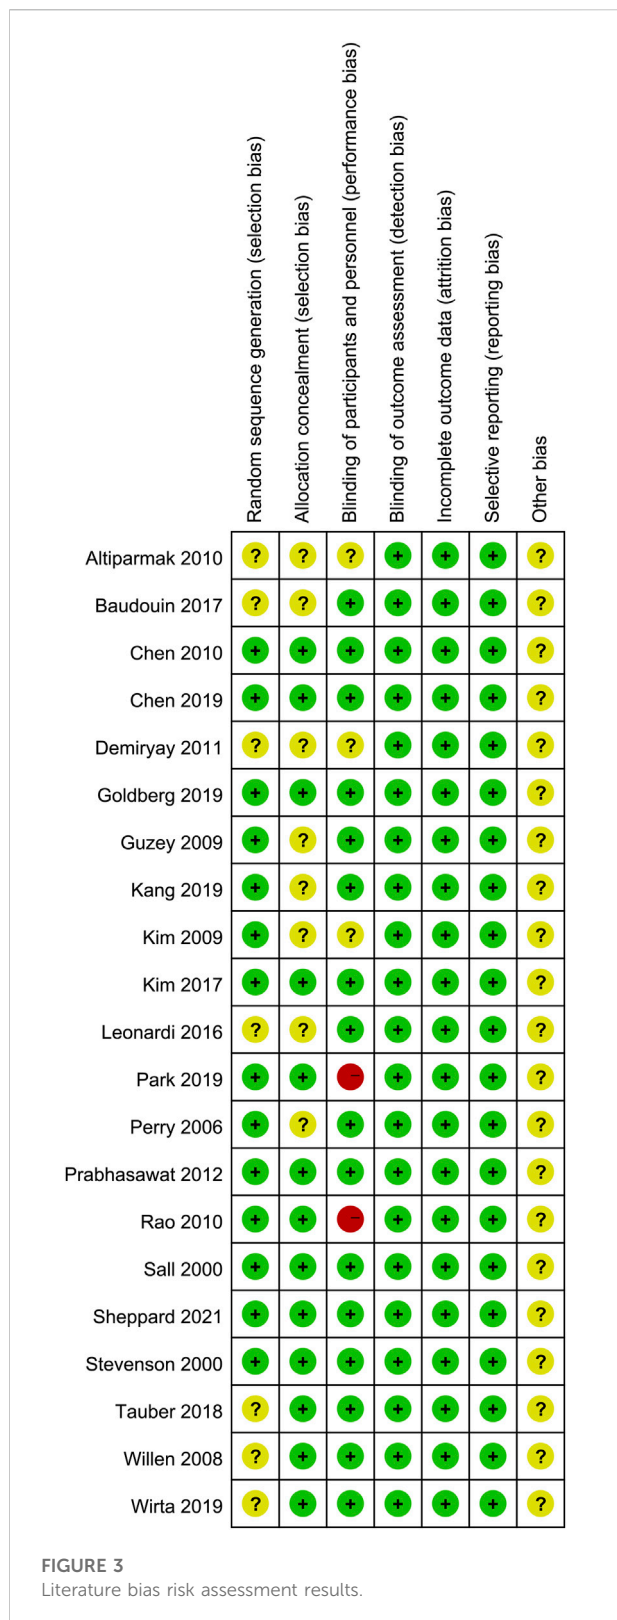 Random sequence generation (selection bias)
Allocation concealment (selection bias)
Blinding of participants and personnel (performance bias)
Blinding of outcome assessment (detection bias)
Incomplete outcome data (attrition bias)
Selective reporting (reporting bias)
Other bias
Altiparmak 2010 ? ? ? + + + ?
Baudouin 2017 ? ? + + + + ?
Chen 2010 + + + + + + ?
Chen 2019 + + + + + + ?
Demiryay 2011 ? ? ? + + + ?
Goldberg 2019 + + + + + + ?
Guzey 2009 + ? + + + + ?
Kang 2019 + ? + + + + ?
Kim 2009 + ? ? + + + ?
Kim 2017 + + + + + + ?
Leonardi 2016 ? ? + + + + ?
Park 2019 + + - + + + ?
Perry 2006 + ? + + + + ?
Prabhasawat 2012 + + + + + + ?
Rao 2010 + + - + + + ?
Sall 2000 + + + + + + ?
Sheppard 2021 + + + + + + ?
Stevenson 2000 + + + + + + ?
Tauber 2018 ? + + + + + ?
Willen 2008 ? + + + + + ?
Wirta 2019 ? + + + + + ?
FIGURE 3
Literature bias risk assessment results.